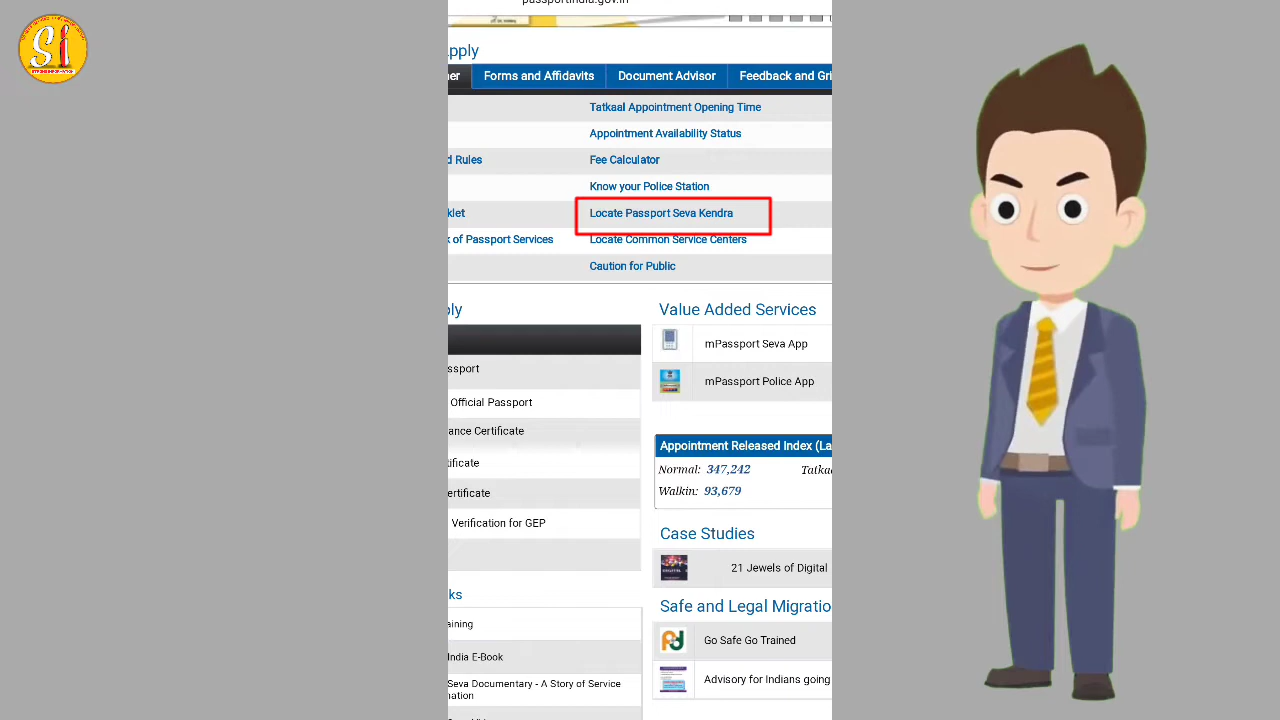 passportindia.gov.in
Si
Apply
er
Forms and Affidavits
Document Advisor
Feedback and Gri
Tatkaal Appointment Opening Time
Appointment Availability Status
d Rules
Fee Calculator
Know your Police Station
klet
Locate Passport Seva Kendra
k of Passport Services
Locate Common Service Centers
Caution for Public
ply
Value Added Services
mPassport Seva App
ssport
mPassport Police App
Official Passport
ance Certificate
Appointment Released Index (La
tificate
Normal: 347,242
Tatkaa
ertificate
Walkin: 93,679
Verification for GEP
Case Studies
21 Jewels of Digital
ks
Safe and Legal Migratio
aining
Go Safe Go Trained
India E-Book
Seva Documentary - A Story of Service
Advisory for Indians going
nation